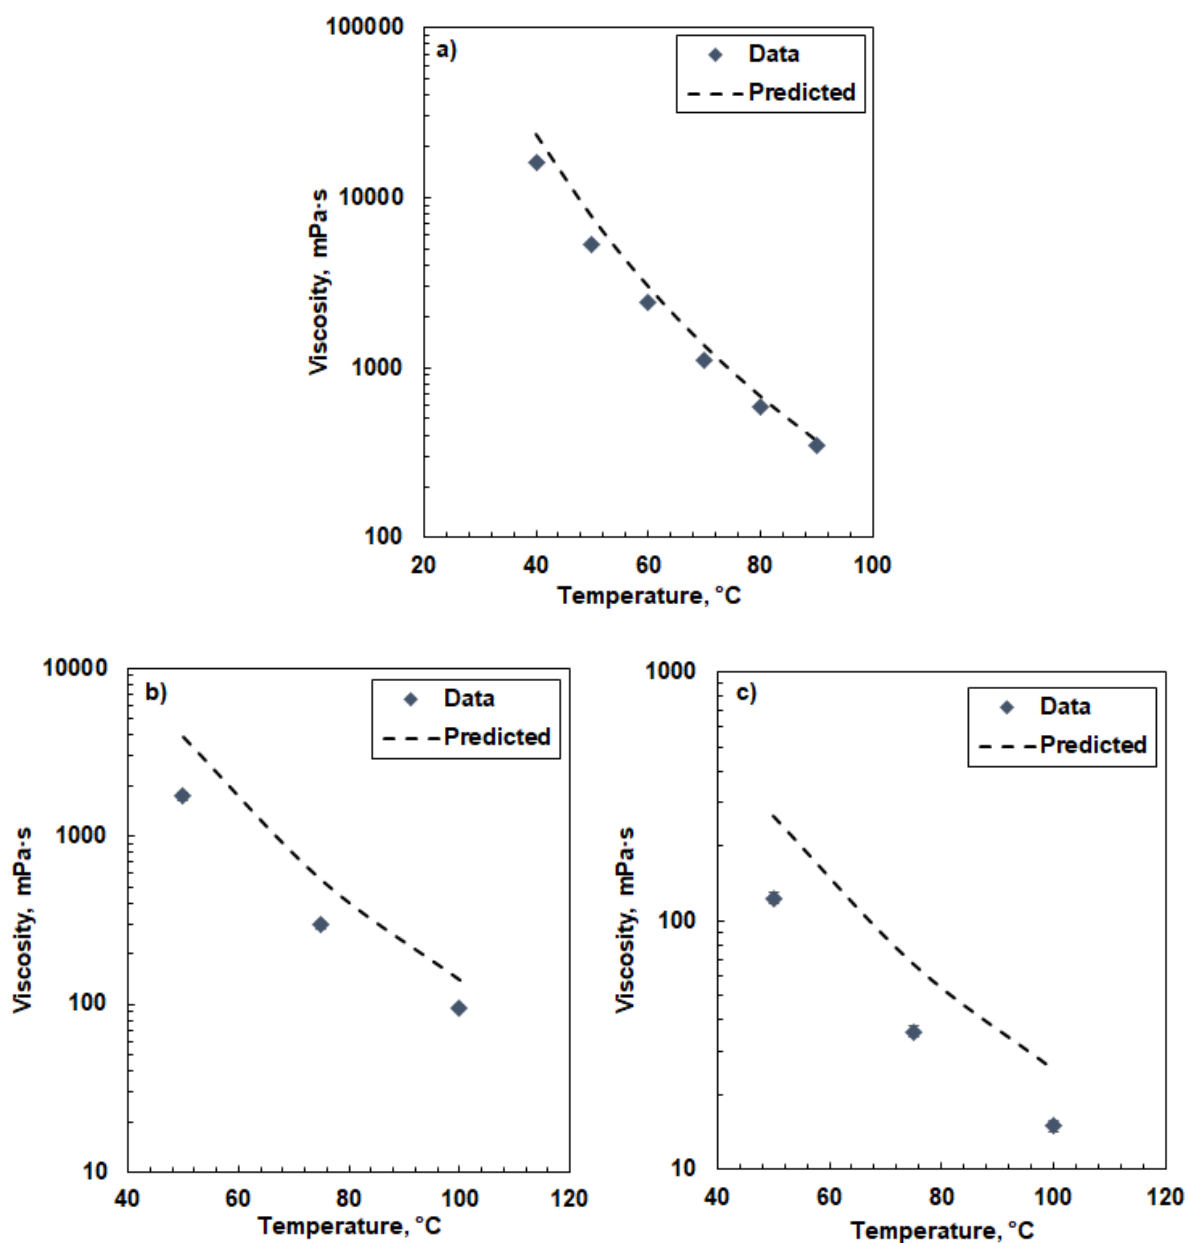 100000
a)
Data
Predicted
10000
Viscosity, mPa·s
1000
100
20 40 60 80 100
Temperature, °C
10000
b)
Data
Predicted
1000
Viscosity, mPa·s
100
10
40 60 80 100 120
Temperature, °C
1000
c)
Data
Predicted
100
Viscosity, mPa·s
10
40 60 80 100 120
Temperature, °C